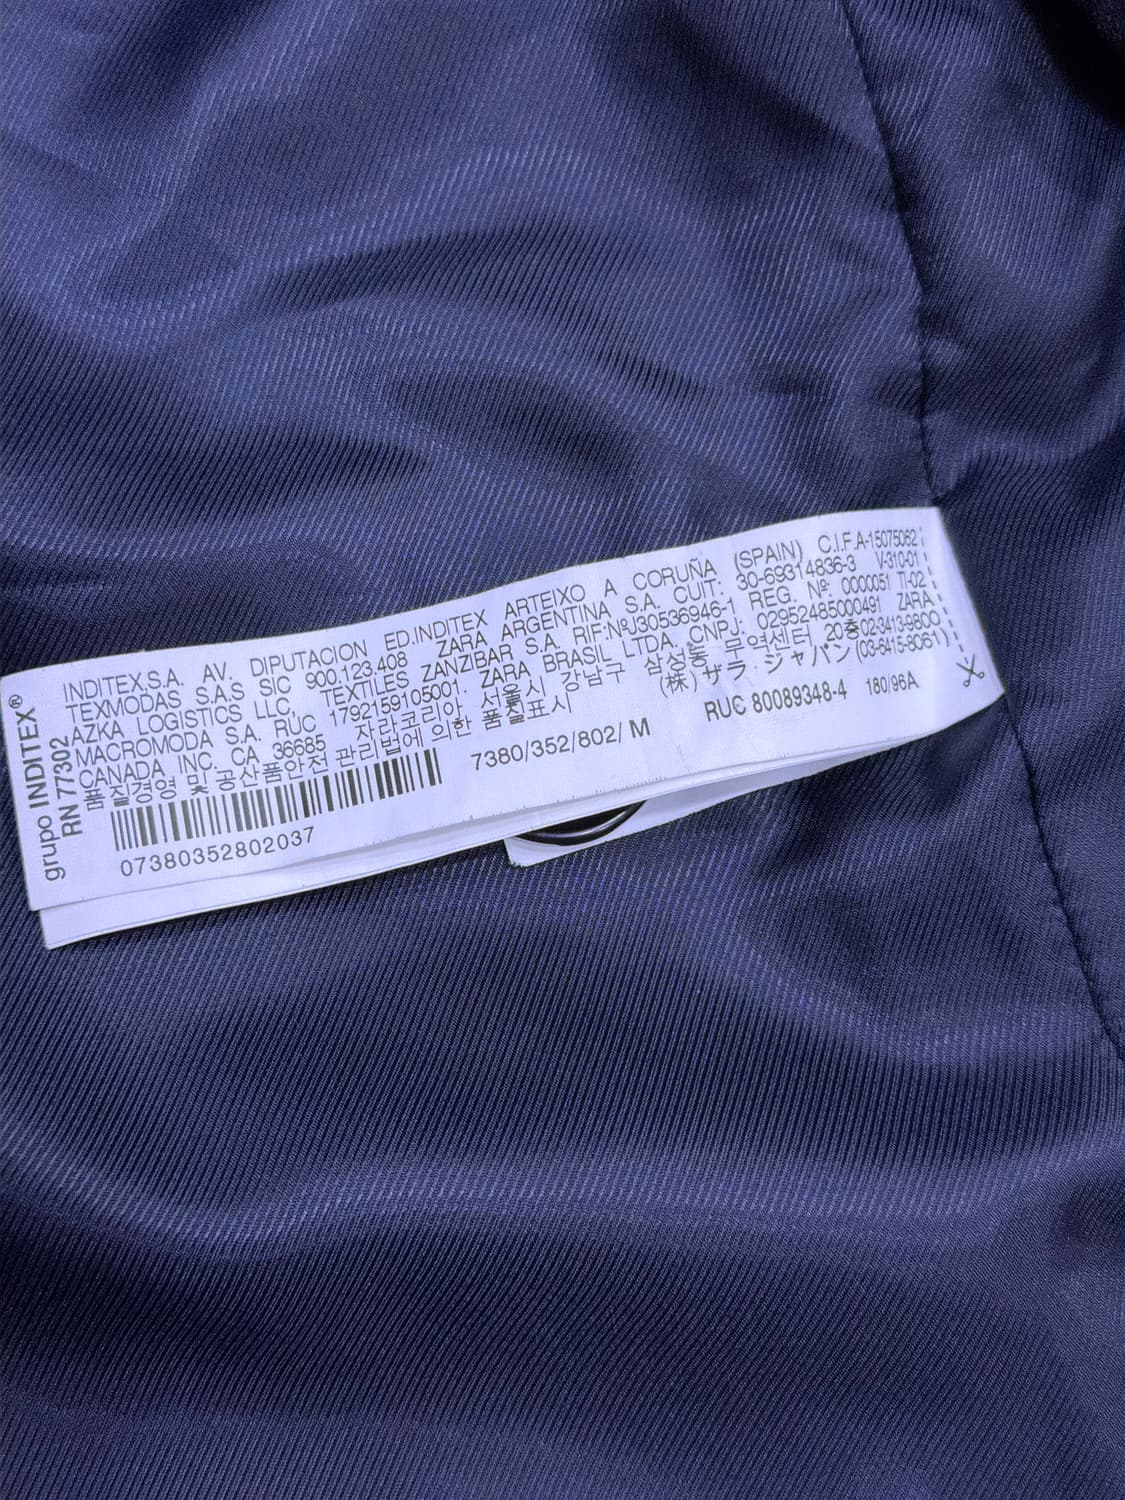 grupo INDITEX®
RN 77302
INDITEX,S.A. AV. DIPUTACION ED.INDITEX ARTEIXO A CORUÑA (SPAIN) C.I.F.A-15075062
TEXMODAS S.A.S SIC 900.123.408 ZARA ARGENTINA S.A. CUIT: 30-69314836-3 V-310-01
AZKA LOGISTICS LLC. TEXTILES ZANZIBAR S.A. RIF:NºJ30536946-1 REG. Nº 0000051 TI-02
MACROMODA S.A. RUC 1792159105001. ZARA BRASIL LTDA. CNPJ: 02952485000491 ZARA
CANADA INC. CA 36685 자라코리아 서울시 강남구 삼성동 무역센터 20층 02-3413-9800
품질경영 및 공산품안전 관리법에 의한 품질표시 (株)ザラ・ジャパン (03-6415-8061)
07380352802037
7380/352/802/ M
RUC 80089348-4 180/96A